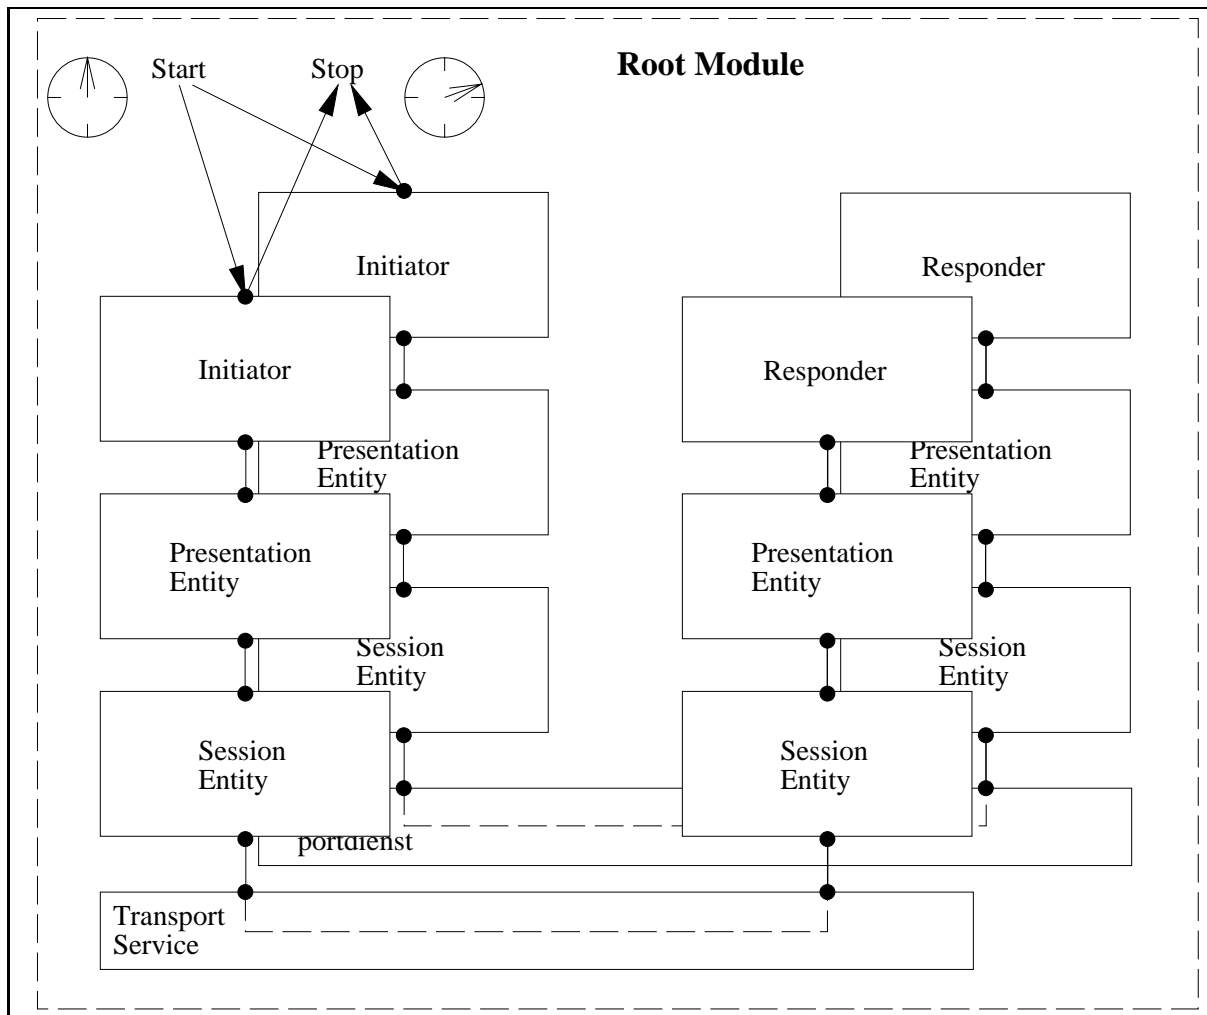 Start
Stop
Root Module
Initiator
Responder
Initiator
Responder
Presentation
Entity
Presentation
Entity
Presentation
Entity
Presentation
Entity
Session
Entity
Session
Entity
Session
Entity
Session
Entity
portdienst
Transport
Service